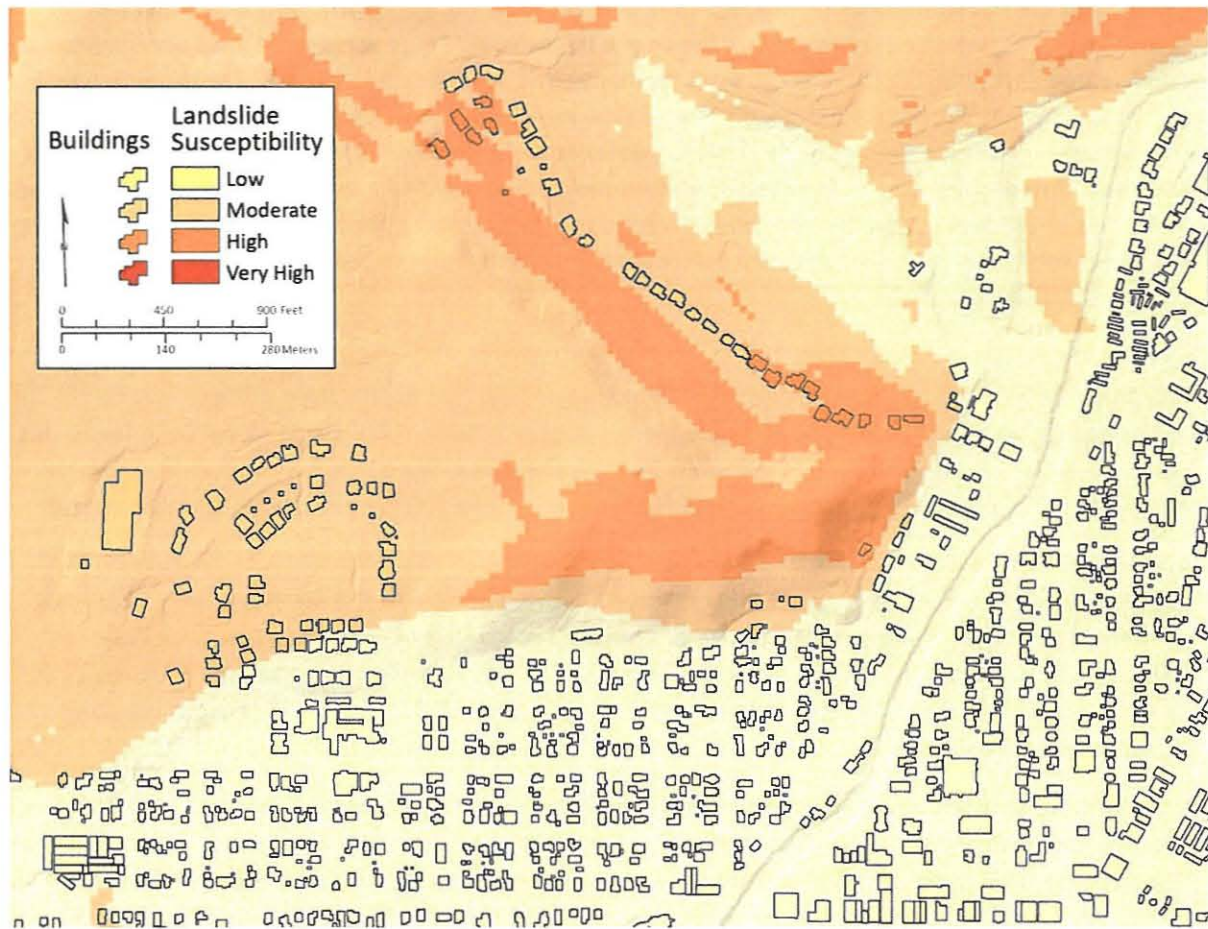 Buildings
Landslide
Susceptibility
Low
Moderate
High
Very High
0 450 900 Feet
0 140 280 Meters